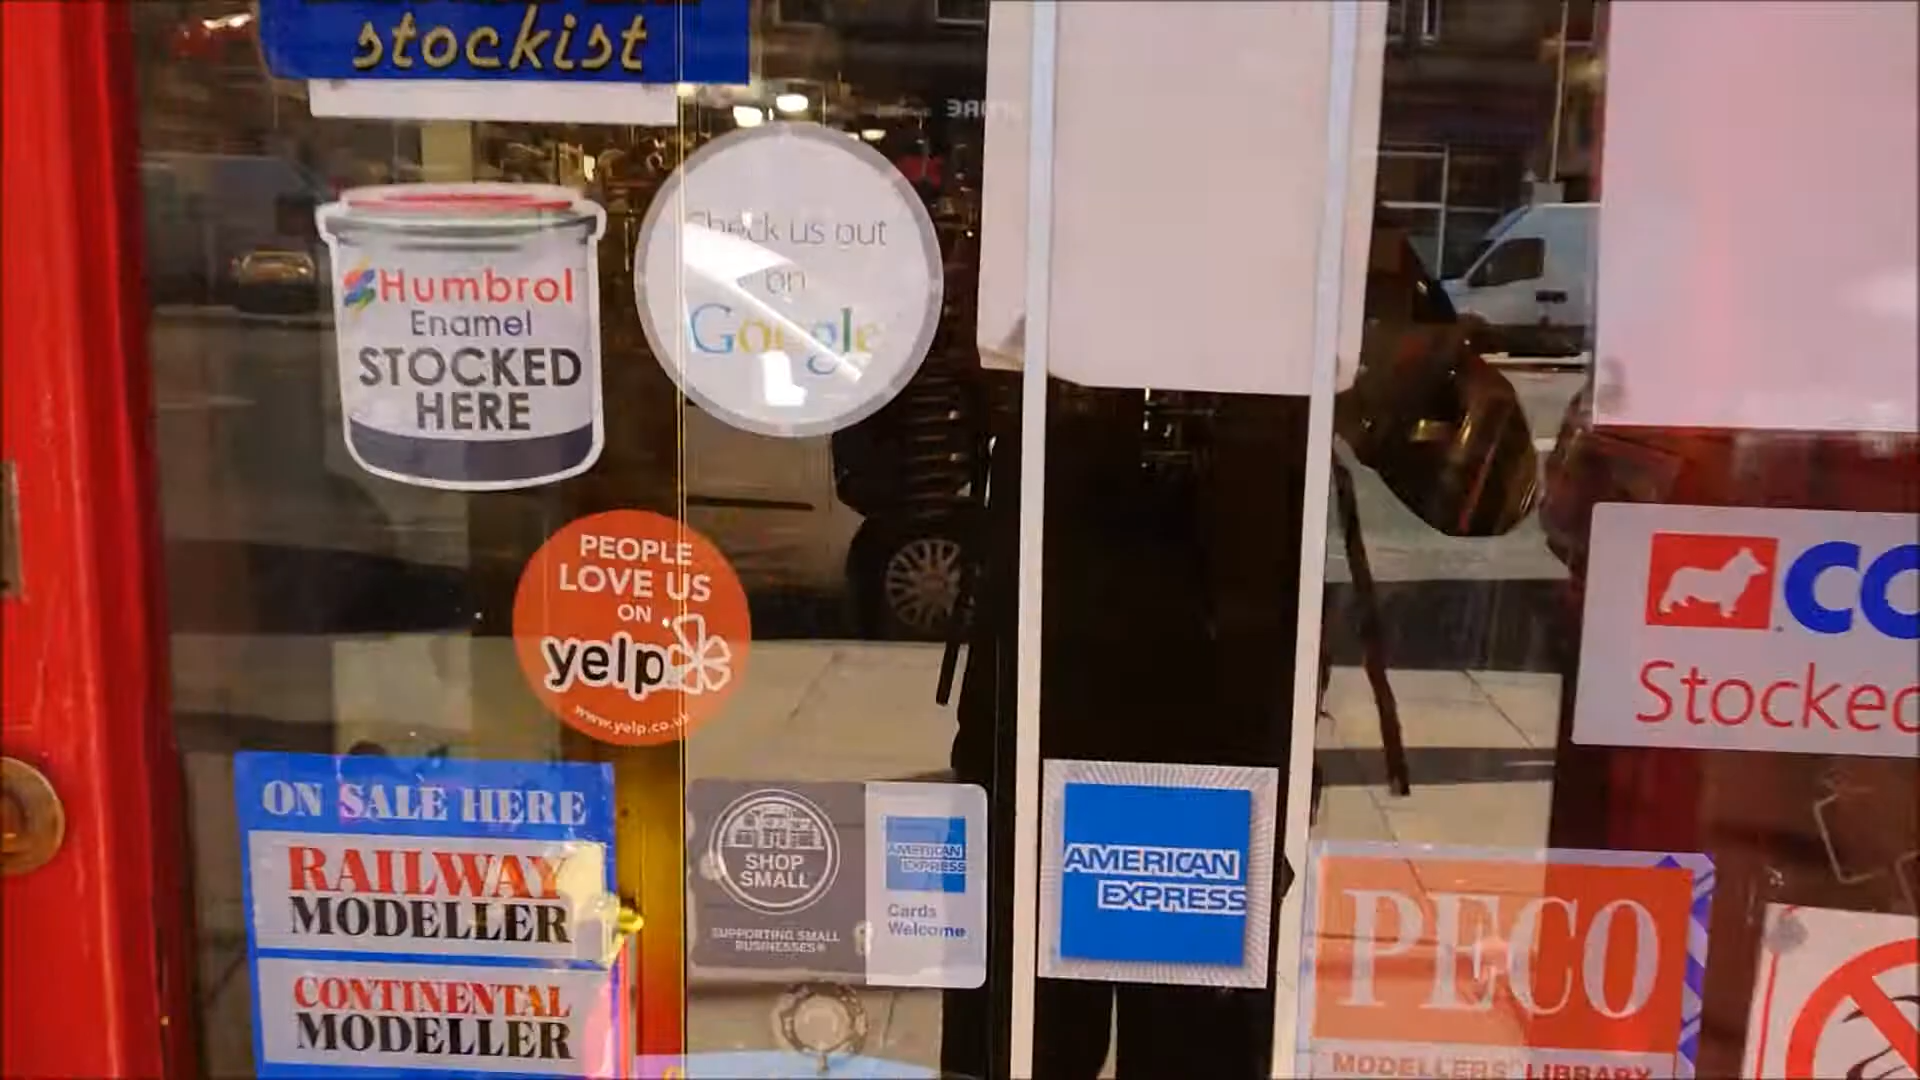 stockist
Humbrol
Enamel
STOCKED
HERE
Check us out
on
Google
PEOPLE
LOVE US
ON
yelp
www.yelp.co.uk
ON SALE HERE
RAILWAY
MODELLER
CONTINENTAL
MODELLER
SHOP
SMALL
SUPPORTING SMALL
BUSINESSES®
AMERICAN
EXPRESS
Cards
Welcome
AMERICAN
EXPRESS
CO
Stocked
PECO
MODELLERS' LIBRARY